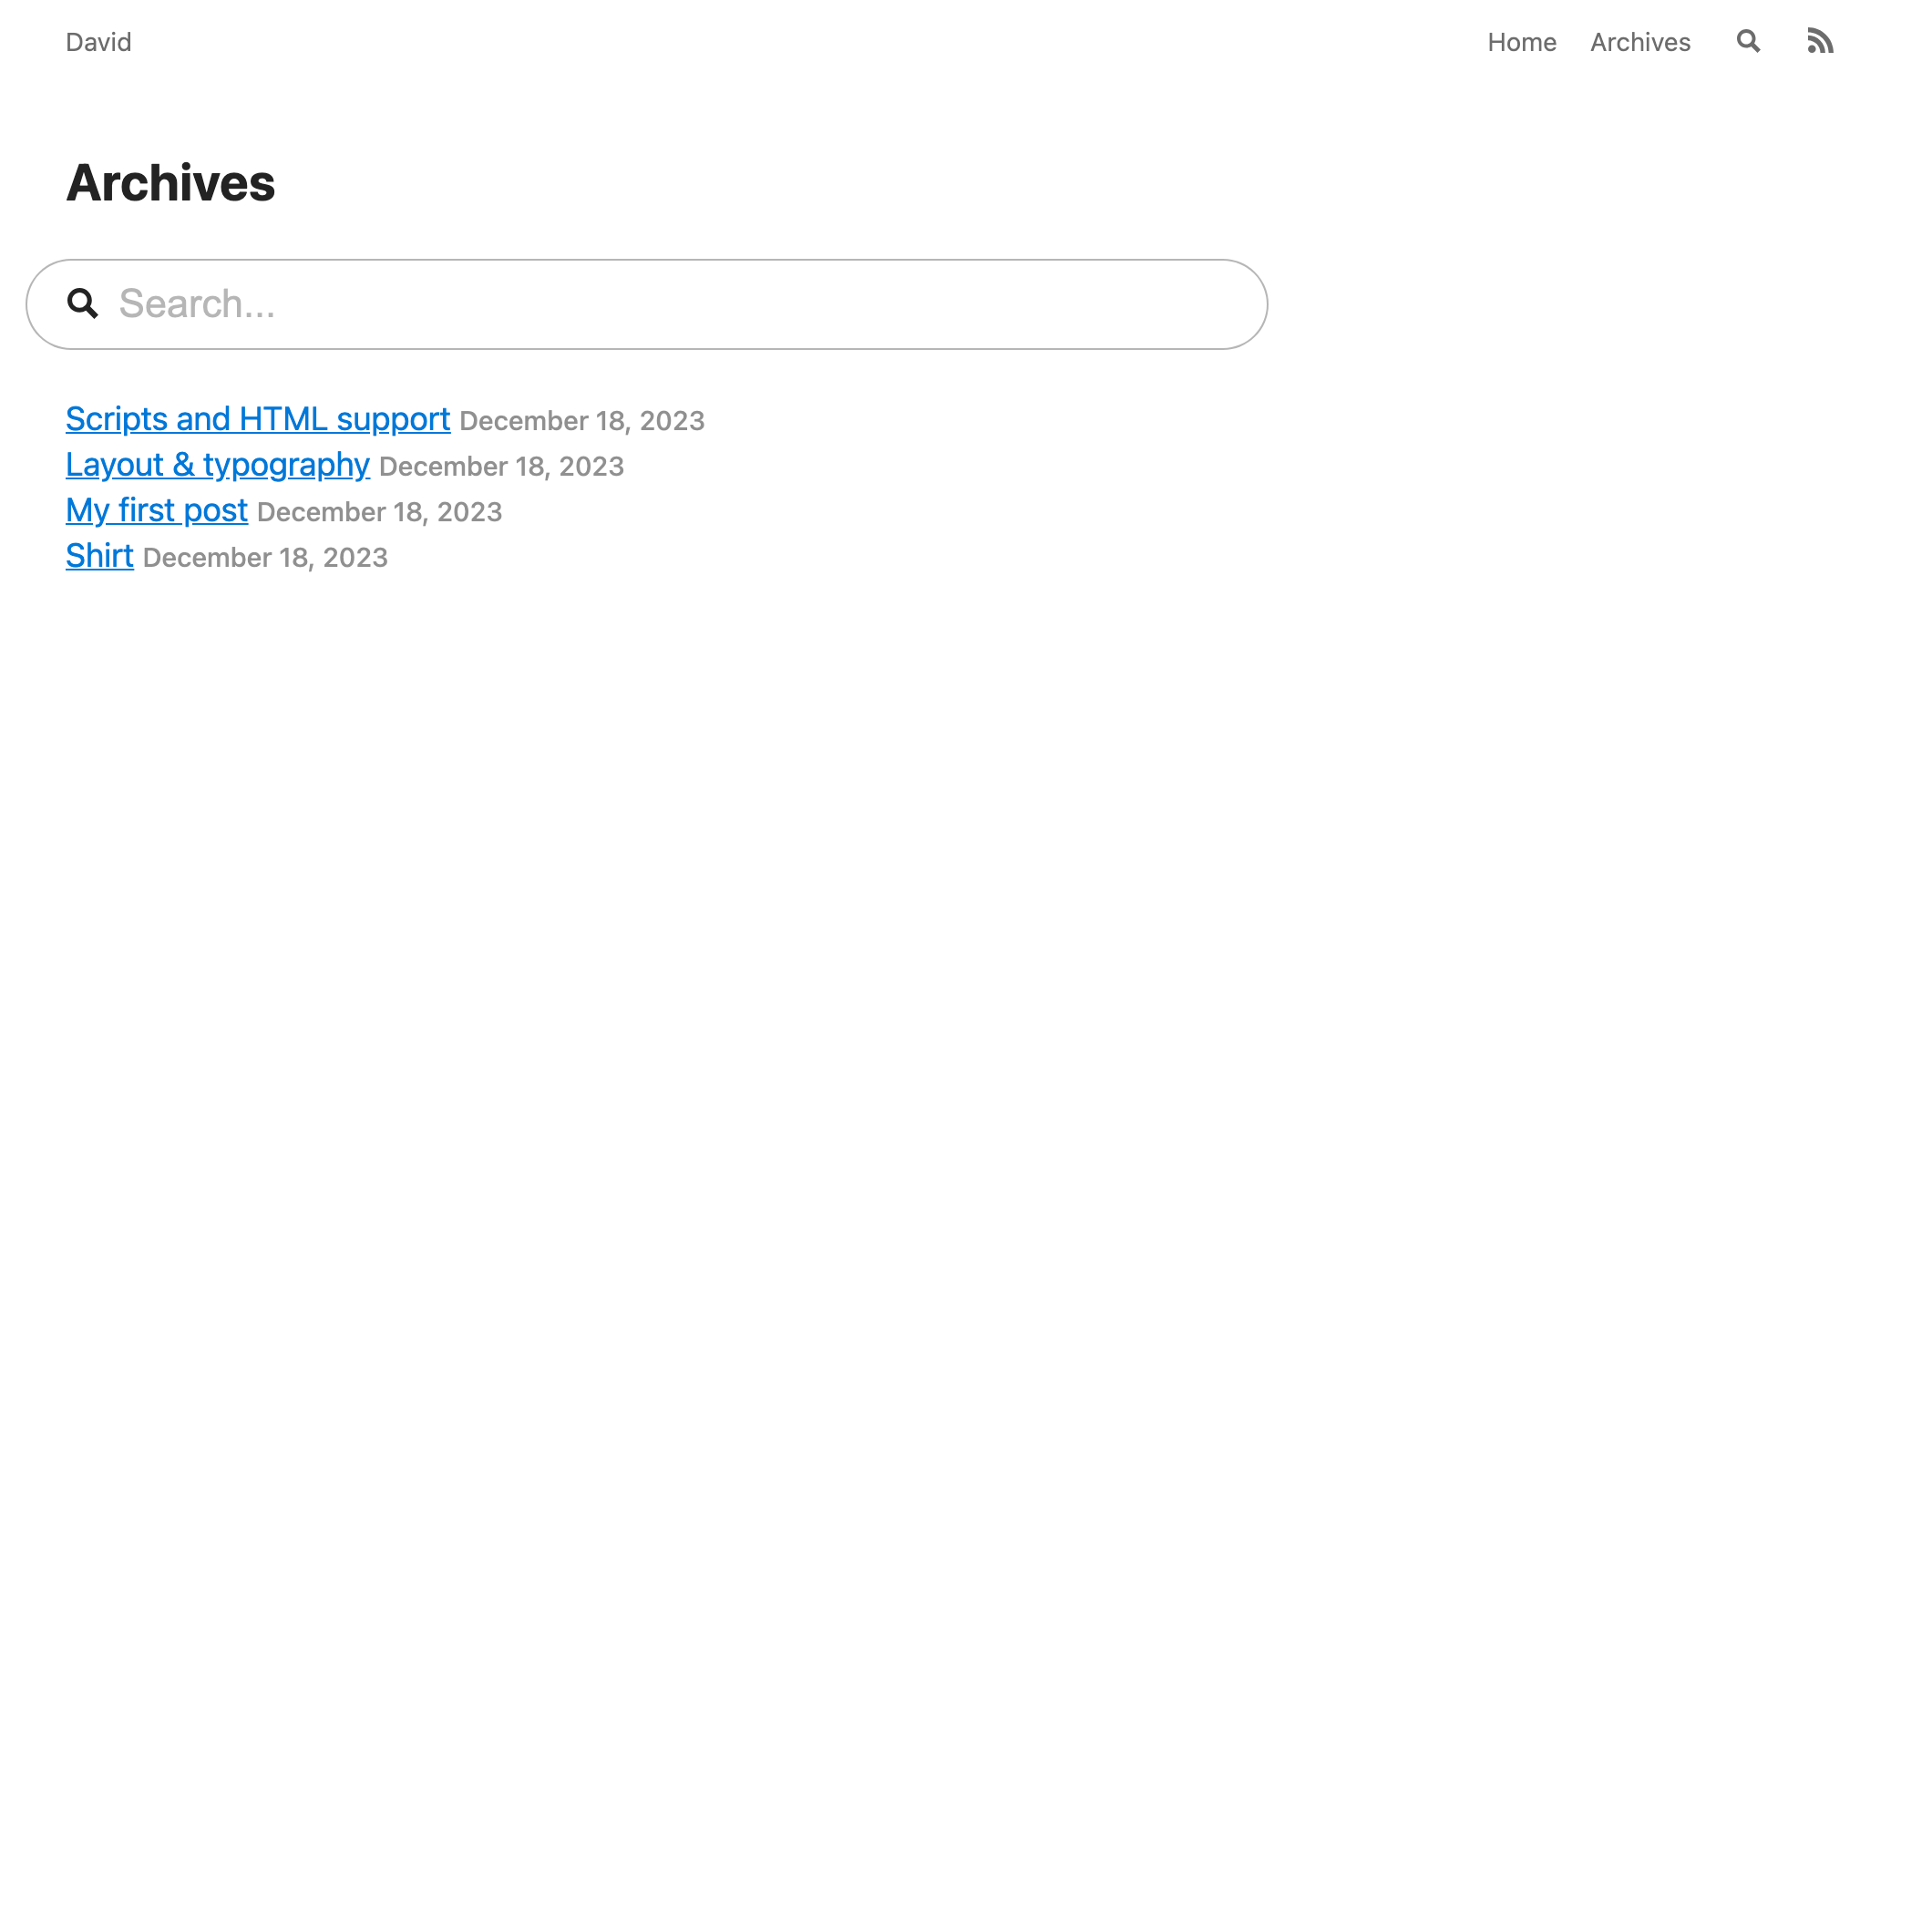 David Home Archives
Archives
Search...
Scripts and HTML support December 18, 2023
Layout & typography December 18, 2023
My first post December 18, 2023
Shirt December 18, 2023